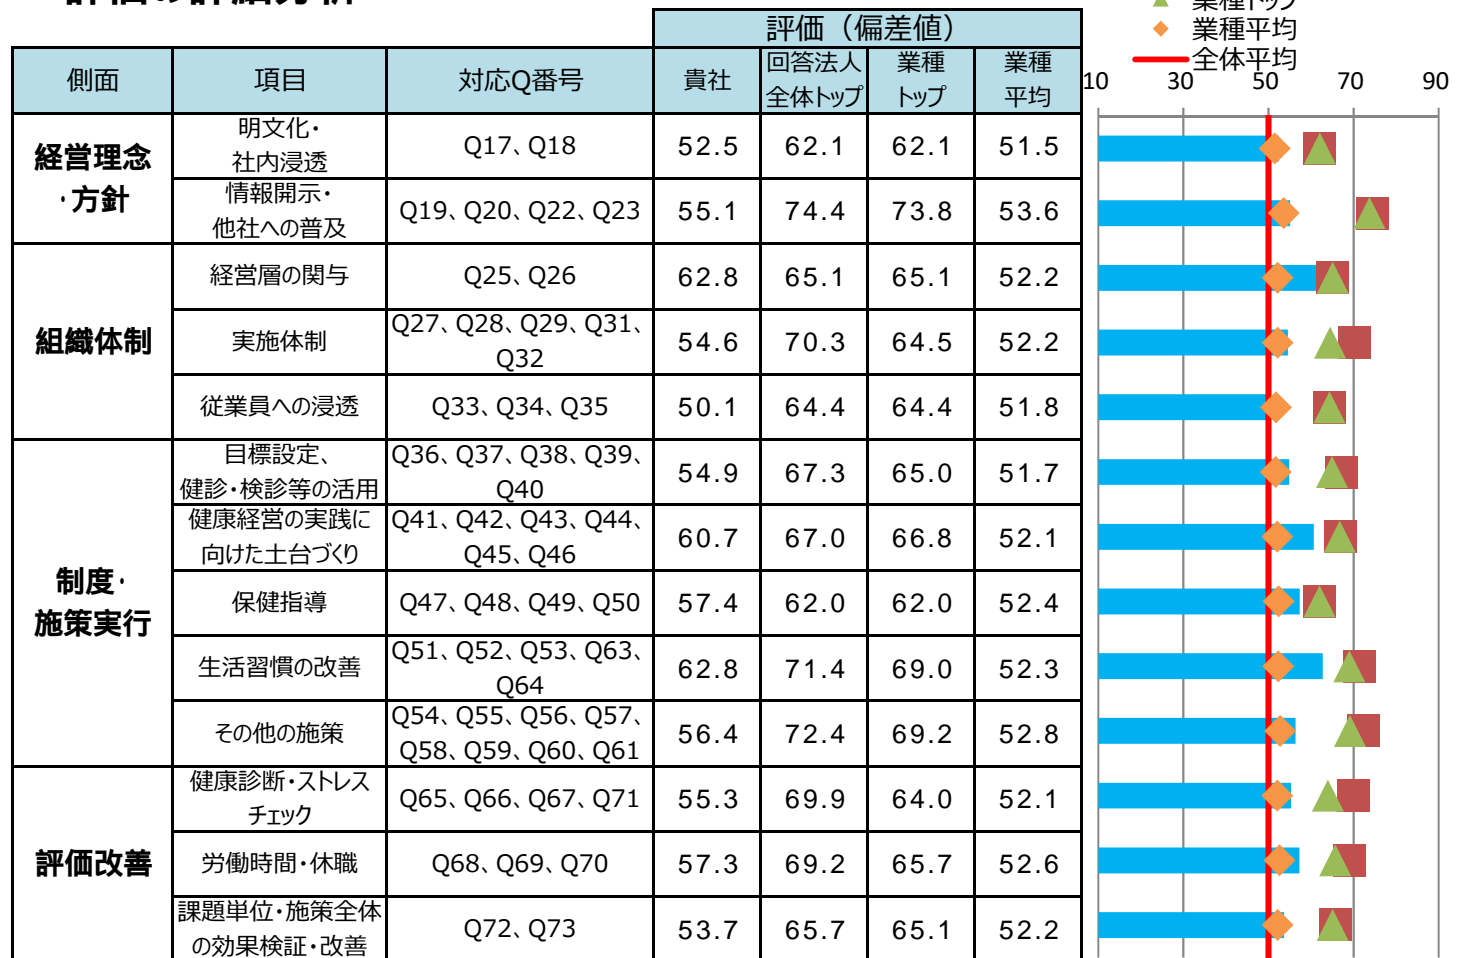 評価の詳細分析
業種トップ
業種平均
全体平均
評価（偏差値）
側面 項目 対応Q番号 貴社 回答法人全体トップ 業種トップ 業種平均
10 30 50 70 90
経営理念・方針
明文化・社内浸透 Q17、Q18 52.5 62.1 62.1 51.5
情報開示・他社への普及 Q19、Q20、Q22、Q23 55.1 74.4 73.8 53.6
組織体制
経営層の関与 Q25、Q26 62.8 65.1 65.1 52.2
実施体制 Q27、Q28、Q29、Q31、Q32 54.6 70.3 64.5 52.2
従業員への浸透 Q33、Q34、Q35 50.1 64.4 64.4 51.8
制度・施策実行
目標設定、健診・検診等の活用 Q36、Q37、Q38、Q39、Q40 54.9 67.3 65.0 51.7
健康経営の実践に向けた土台づくり Q41、Q42、Q43、Q44、Q45、Q46 60.7 67.0 66.8 52.1
保健指導 Q47、Q48、Q49、Q50 57.4 62.0 62.0 52.4
生活習慣の改善 Q51、Q52、Q53、Q63、Q64 62.8 71.4 69.0 52.3
その他の施策 Q54、Q55、Q56、Q57、Q58、Q59、Q60、Q61 56.4 72.4 69.2 52.8
評価改善
健康診断・ストレスチェック Q65、Q66、Q67、Q71 55.3 69.9 64.0 52.1
労働時間・休職 Q68、Q69、Q70 57.3 69.2 65.7 52.6
課題単位・施策全体の効果検証・改善 Q72、Q73 53.7 65.7 65.1 52.2